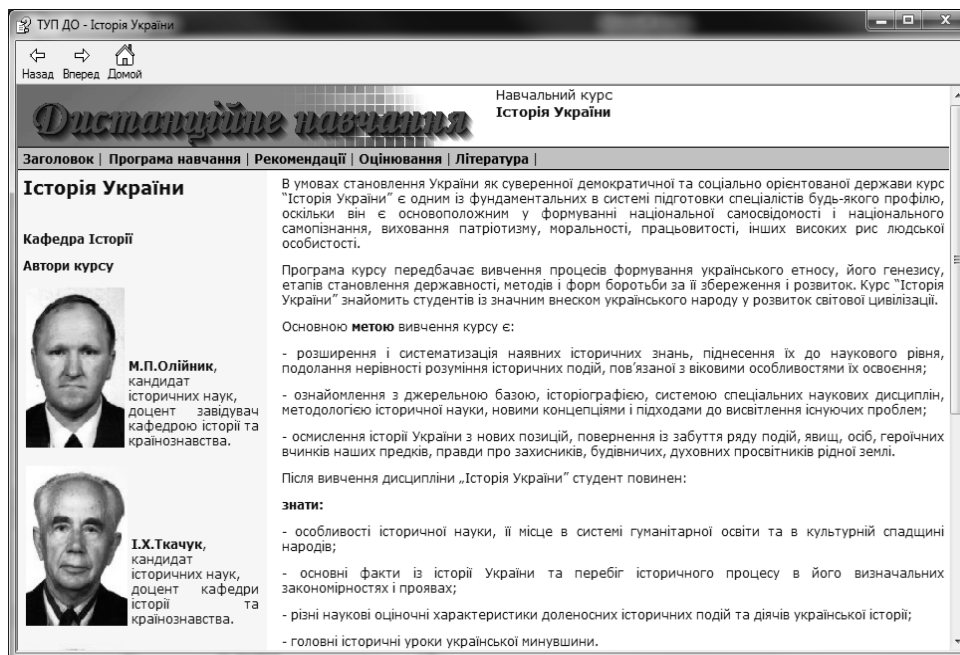 ТУП ДО - Історія України
Назад Вперед Домой
Дистанційне навчання
Навчальний курс
Історія України
Заголовок | Програма навчання | Рекомендації | Оцінювання | Література |
Історія України
Кафедра Історії
Автори курсу
М.П.Олійник,
кандидат
історичних наук,
доцент завідувач
кафедрою історії та
країнознавства.
І.Х.Ткачук,
кандидат
історичних наук,
доцент кафедри
історії та
країнознавства.
В умовах становлення України як суверенної демократичної та соціально орієнтованої держави курс
“Історія України” є одним із фундаментальних в системі підготовки спеціалістів будь-якого профілю,
оскільки він є основоположним у формуванні національної самосвідомості і національного
самопізнання, виховання патріотизму, моральності, працьовитості, інших високих рис людської
особистості.
Програма курсу передбачає вивчення процесів формування українського етносу, його генезису,
етапів становлення державності, методів і форм боротьби за її збереження і розвиток. Курс “Історія
України” знайомить студентів із значним внеском українського народу у розвиток світової цивілізації.
Основною метою вивчення курсу є:
- розширення і систематизація наявних історичних знань, піднесення їх до наукового рівня,
подолання нерівності розуміння історичних подій, пов’язаної з віковими особливостями їх освоєння;
- ознайомлення з джерельною базою, історіографією, системою спеціальних наукових дисциплін,
методологією історичної науки, новими концепціями і підходами до висвітлення існуючих проблем;
- осмислення історії України з нових позицій, повернення із забуття ряду подій, явищ, осіб, героїчних
вчинків наших предків, правди про захисників, будівничих, духовних просвітників рідної землі.
Після вивчення дисципліни „Історія України” студент повинен:
знати:
- особливості історичної науки, її місце в системі гуманітарної освіти та в культурній спадщині
народів;
- основні факти із історії України та перебіг історичного процесу в його визначальних
закономірностях і проявах;
- різні наукові оціночні характеристики доленосних історичних подій та діячів української історії;
- головні історичні уроки української минувшини.